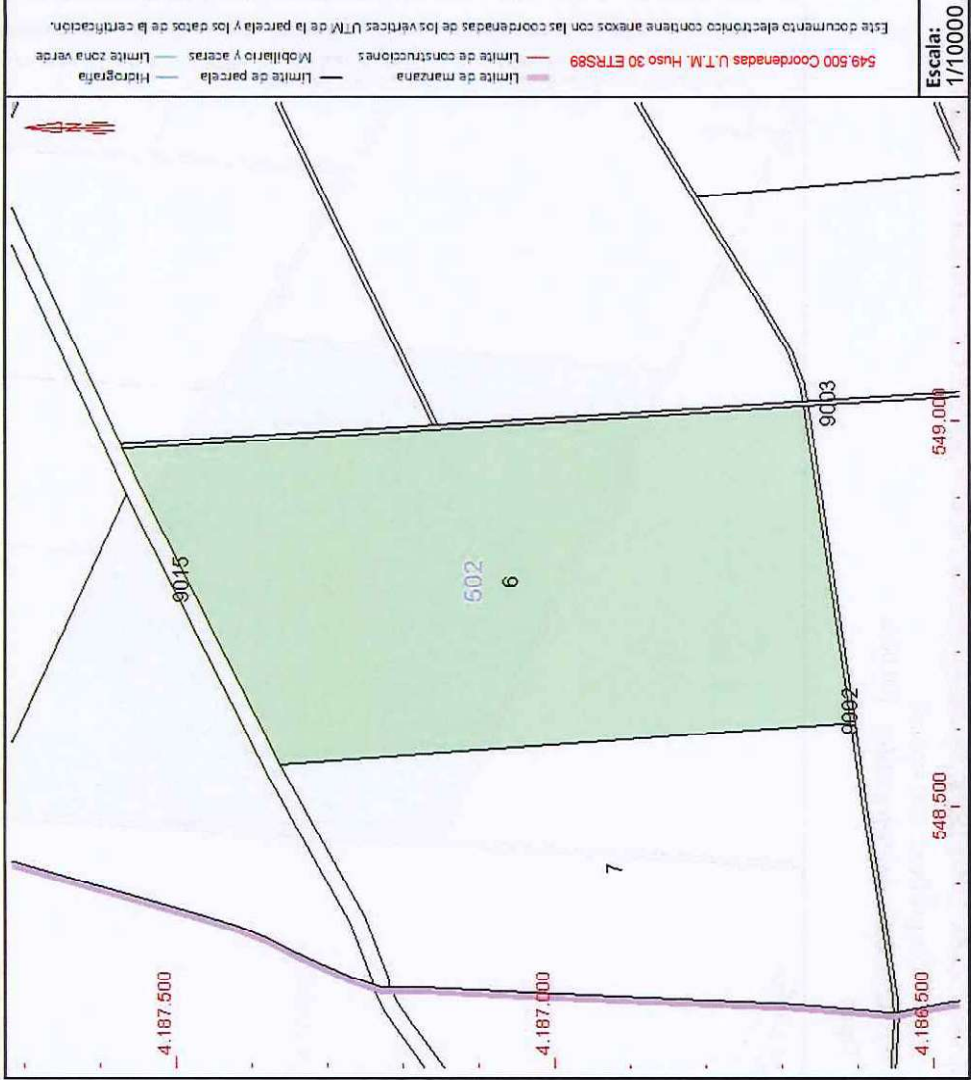 Este documento electrónico contiene anexos con las coordenadas de los vértices UTM de la parcela y los datos de la certificación.
549.500 Coordenadas U.T.M. Huso 30 ETRS89
Límite de manzana
Límite de construcciones
Límite de parcela
Mobiliario y aceras
Hidrografía
Límite zona verde
Escala:
1/10000
9015
502
6
7
9003
9002
549.000
548.500
4.187.500
4.187.000
4.186.500